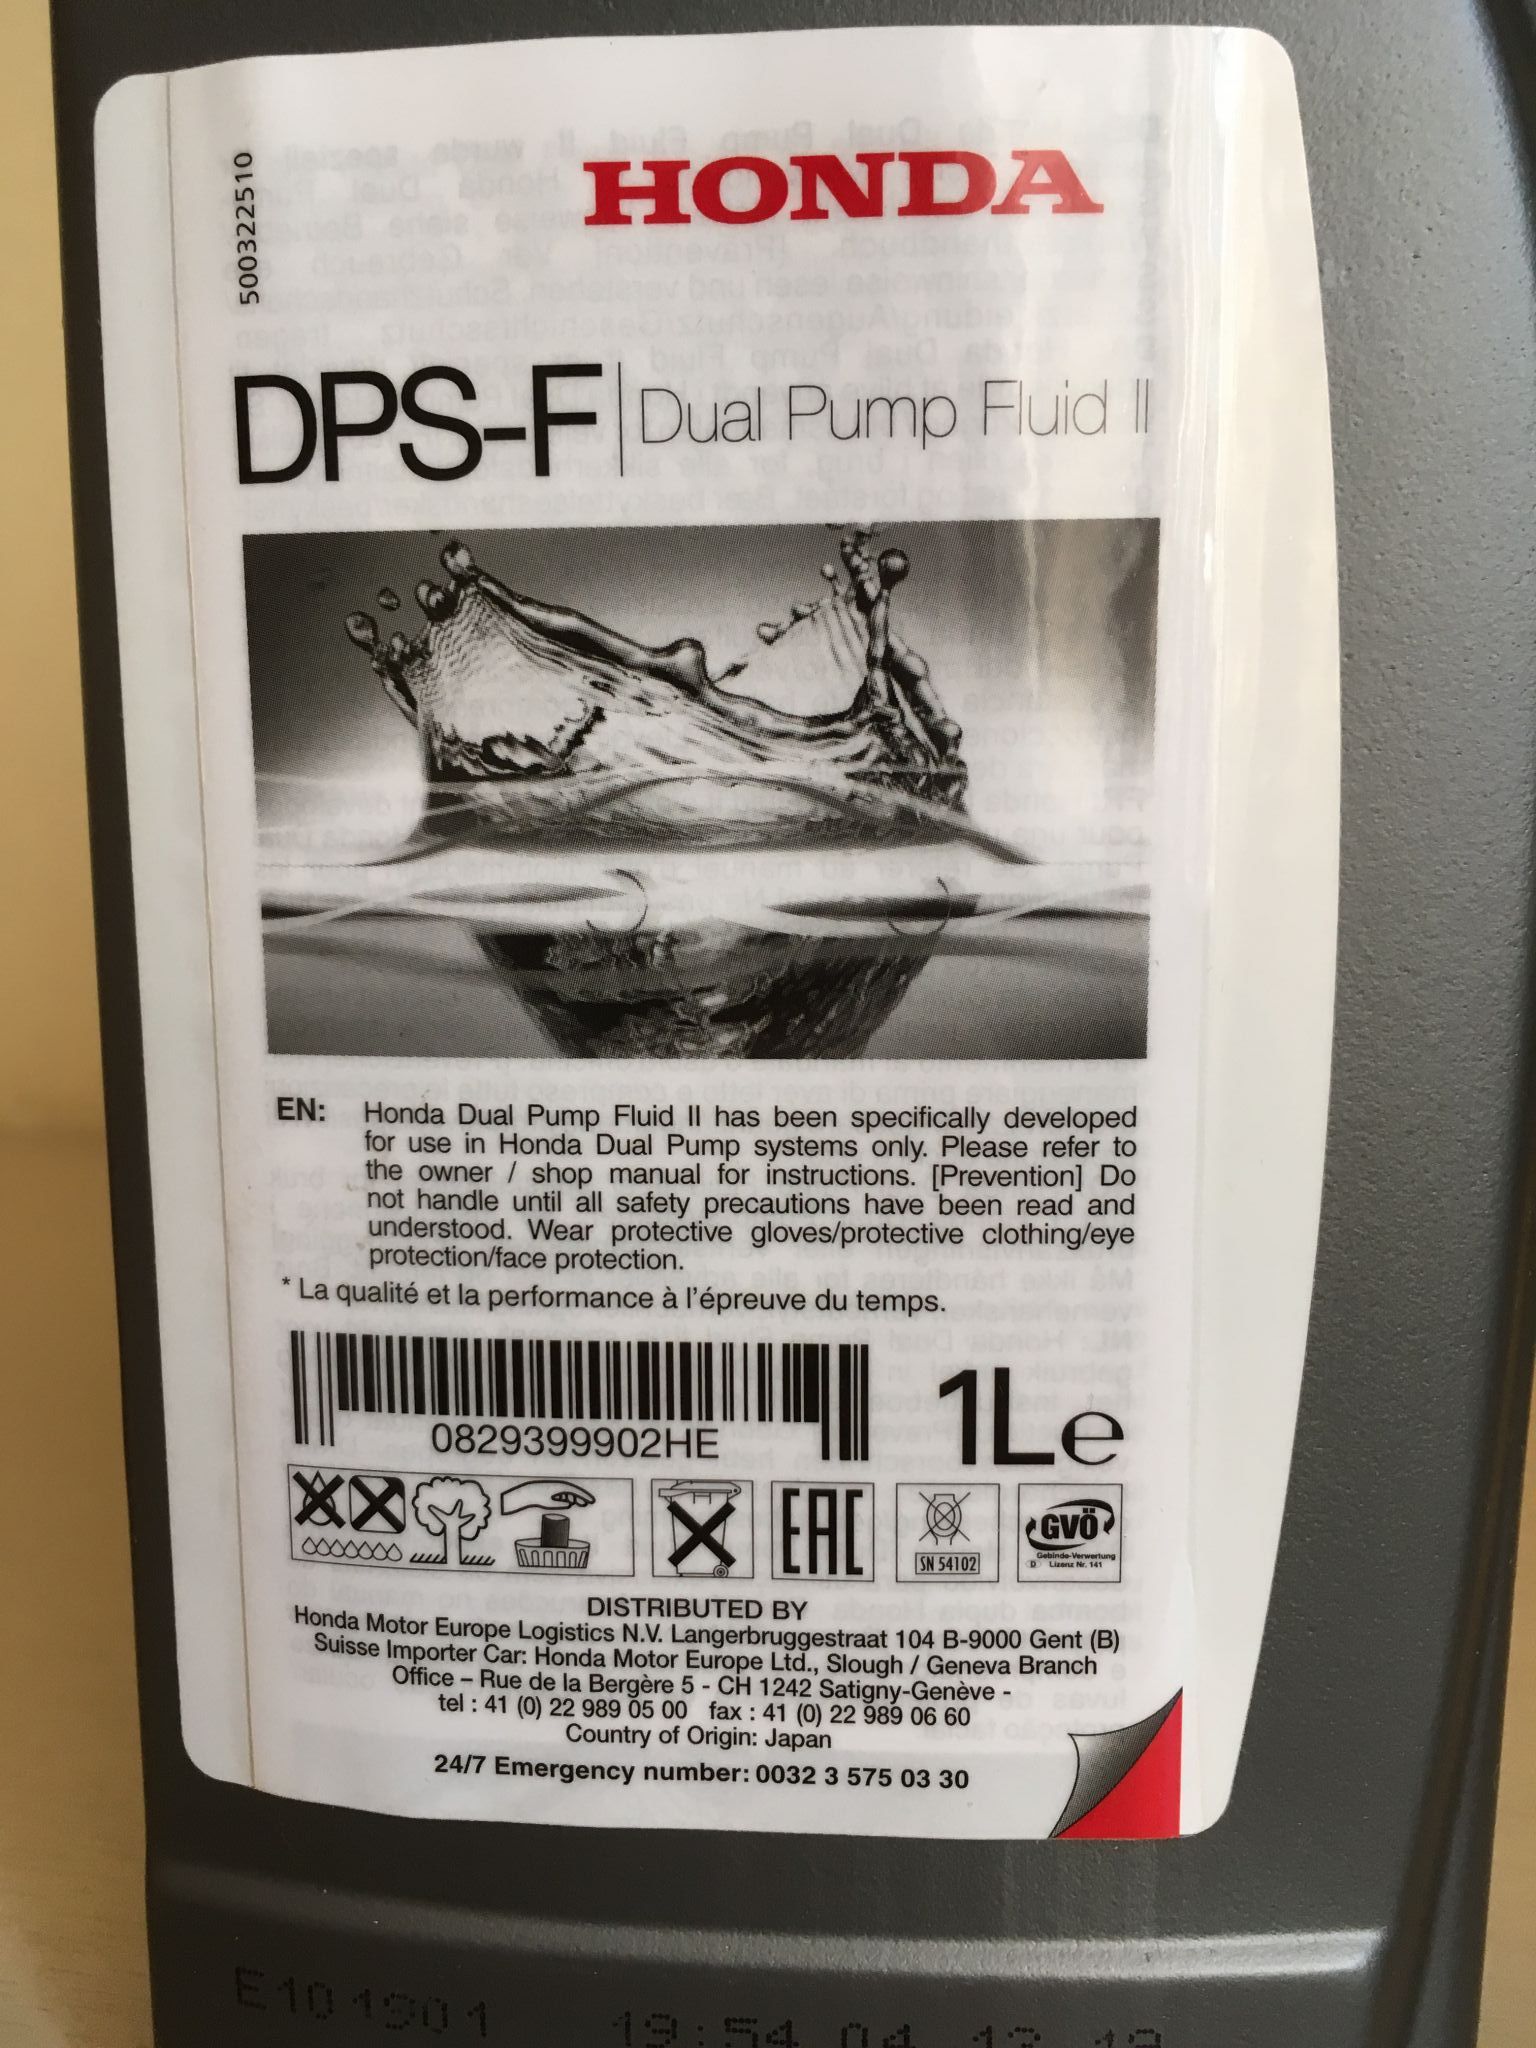 500322510
HONDA
DPS-F | Dual Pump Fluid II
EN: Honda Dual Pump Fluid II has been specifically developed
for use in Honda Dual Pump systems only. Please refer to
the owner / shop manual for instructions. [Prevention] Do
not handle until all safety precautions have been read and
understood. Wear protective gloves/protective clothing/eye
protection/face protection.
* La qualité et la performance à l'épreuve du temps.
0829399902HE
1Le
EAC
SN 54102
GVÖ
Gebinde-Verwertung
D Lizenz Nr. 141
DISTRIBUTED BY
Honda Motor Europe Logistics N.V. Langerbruggestraat 104 B-9000 Gent (B)
Suisse Importer Car: Honda Motor Europe Ltd., Slough / Geneva Branch
Office – Rue de la Bergère 5 - CH 1242 Satigny-Genève -
tel : 41 (0) 22 989 05 00 fax : 41 (0) 22 989 06 60
Country of Origin: Japan
24/7 Emergency number: 0032 3 575 03 30
E101901